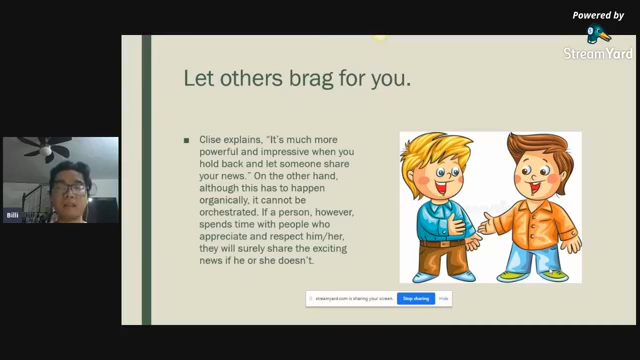 Powered by
StreamYard
Let others brag for you.
Clise explains, “It’s much more
powerful and impressive when you
hold back and let someone share
your news.” On the other hand,
although this has to happen
organically, it cannot be
orchestrated. If a person, however,
spends time with people who
appreciate and respect him/her,
they will surely share the exciting
news if he or she doesn’t.
Billi
streamyard.com is sharing your screen.
Stop sharing
Hide